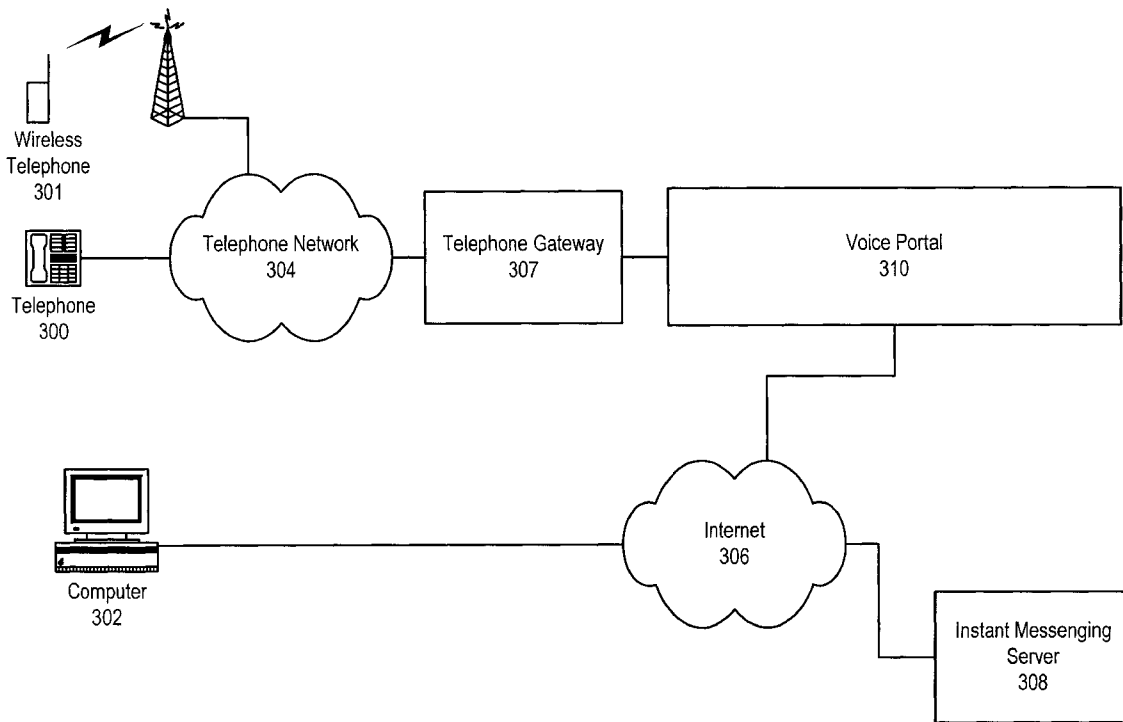 Wireless
Telephone
301
Telephone
300
Telephone Network
304
Telephone Gateway
307
Voice Portal
310
Computer
302
Internet
306
Instant Messenging
Server
308